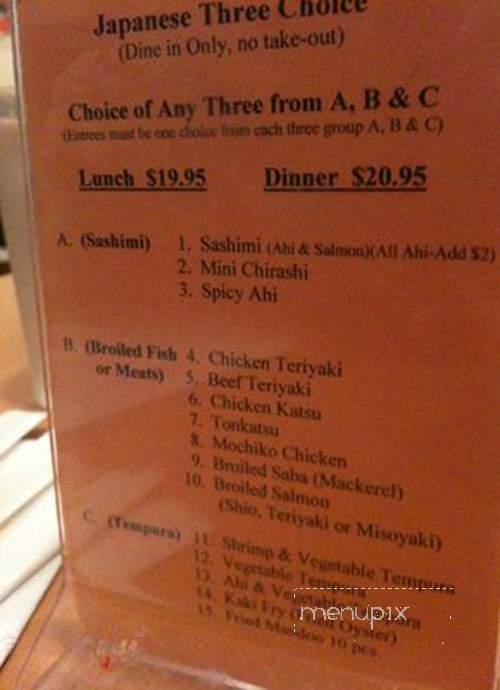 Japanese Three Choice
(Dine in Only, no take-out)
Choice of Any Three from A, B & C
(Entrees must be one choice from each three group A, B & C)
Lunch $19.95 Dinner $20.95
A. (Sashimi) 1. Sashimi (Ahi & Salmon)(All Ahi-Add $2)
2. Mini Chirashi
3. Spicy Ahi
B. (Broiled Fish 4. Chicken Teriyaki
or Meats) 5. Beef Teriyaki
6. Chicken Katsu
7. Tonkatsu
8. Mochiko Chicken
9. Broiled Saba (Mackerel)
10. Broiled Salmon
(Shio, Teriyaki or Misoyaki)
C. (Tempura) 11. Shrimp & Vegetable Tempura
12. Vegetable Tempura
13. Ahi & Vegetable
14. Kaki Fry Oyster)
15. Fried 10 pcs.
menupix